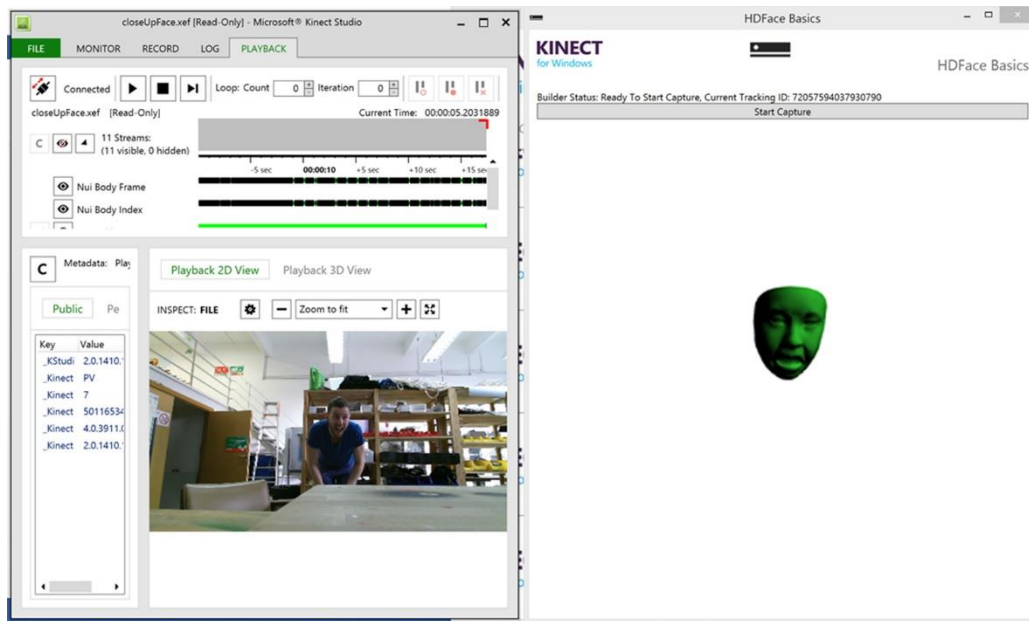 closeUpFace.xef [Read-Only] - Microsoft® Kinect Studio
FILE MONITOR RECORD LOG PLAYBACK
Connected Loop: Count 0 Iteration 0
closeUpFace.xef [Read-Only] Current Time: 00:00:05.2031889
C 11 Streams:
(11 visible, 0 hidden)
-5 sec 00:00:10 +5 sec +10 sec +15 se
Nui Body Frame
Nui Body Index
C Metadata: Play
Public Pe
Key Value
_KStudi 2.0.1410.
_Kinect PV
_Kinect 7
_Kinect 50116534
_Kinect 4.0.3911.0
_Kinect 2.0.1410.
Playback 2D View Playback 3D View
INSPECT: FILE Zoom to fit
HDFace Basics
KINECT
for Windows
HDFace Basics
Builder Status: Ready To Start Capture, Current Tracking ID: 72057594037930790
Start Capture